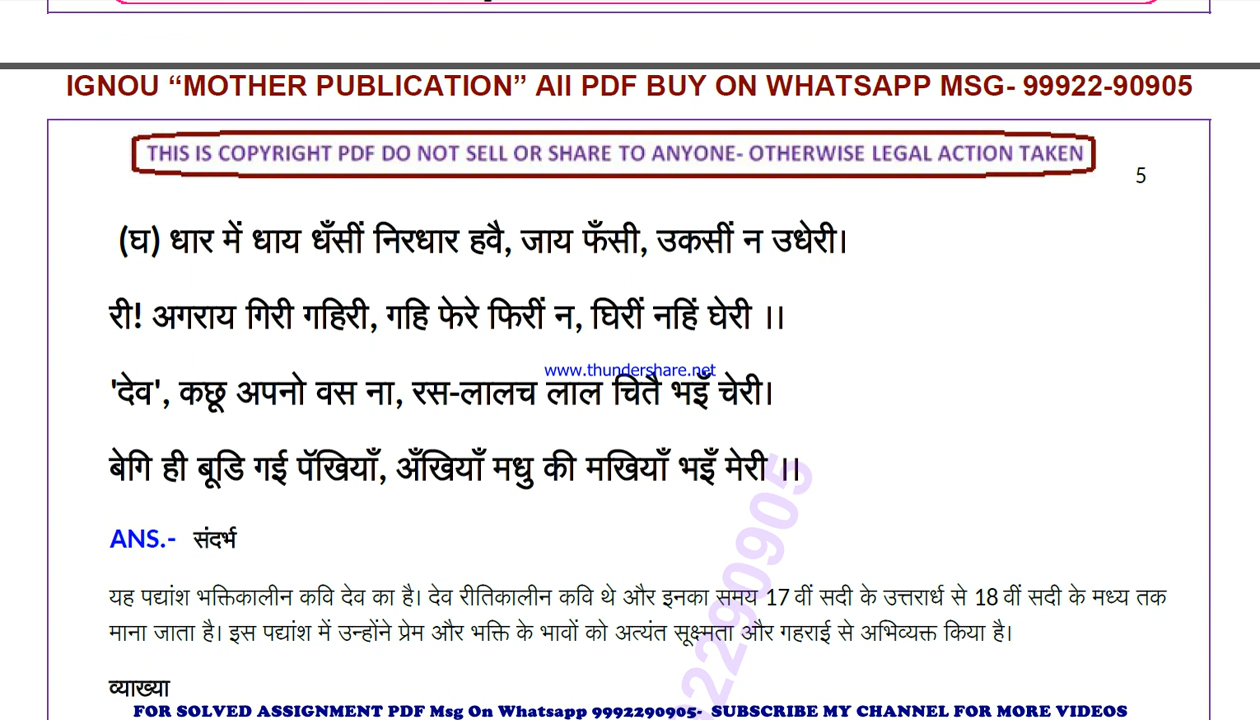 IGNOU “MOTHER PUBLICATION” All PDF BUY ON WHATSAPP MSG- 99922-90905
THIS IS COPYRIGHT PDF DO NOT SELL OR SHARE TO ANYONE- OTHERWISE LEGAL ACTION TAKEN
5
(घ) धार में धाय धँसीं निरधार हवै, जाय फँसी, उकसीं न उधेरी।
री! अगराय गिरी गहिरी, गहि फेरे फिरीं न, घिरीं नहिं घेरी ।।
www.thundershare.net
'देव', कछू अपनो वस ना, रस-लालच लाल चितै भइँ चेरी।
बेगि ही बूडि गई पॅखियाँ, अँखियाँ मधु की मखियाँ भइँ मेरी ।।
ANS.- संदर्भ
यह पद्यांश भक्तिकालीन कवि देव का है। देव रीतिकालीन कवि थे और इनका समय 17 वीं सदी के उत्तरार्ध से 18 वीं सदी के मध्य तक
माना जाता है। इस पद्यांश में उन्होंने प्रेम और भक्ति के भावों को अत्यंत सूक्ष्मता और गहराई से अभिव्यक्त किया है।
व्याख्या
FOR SOLVED ASSIGNMENT PDF Msg On Whatsapp 9992290905- SUBSCRIBE MY CHANNEL FOR MORE VIDEOS